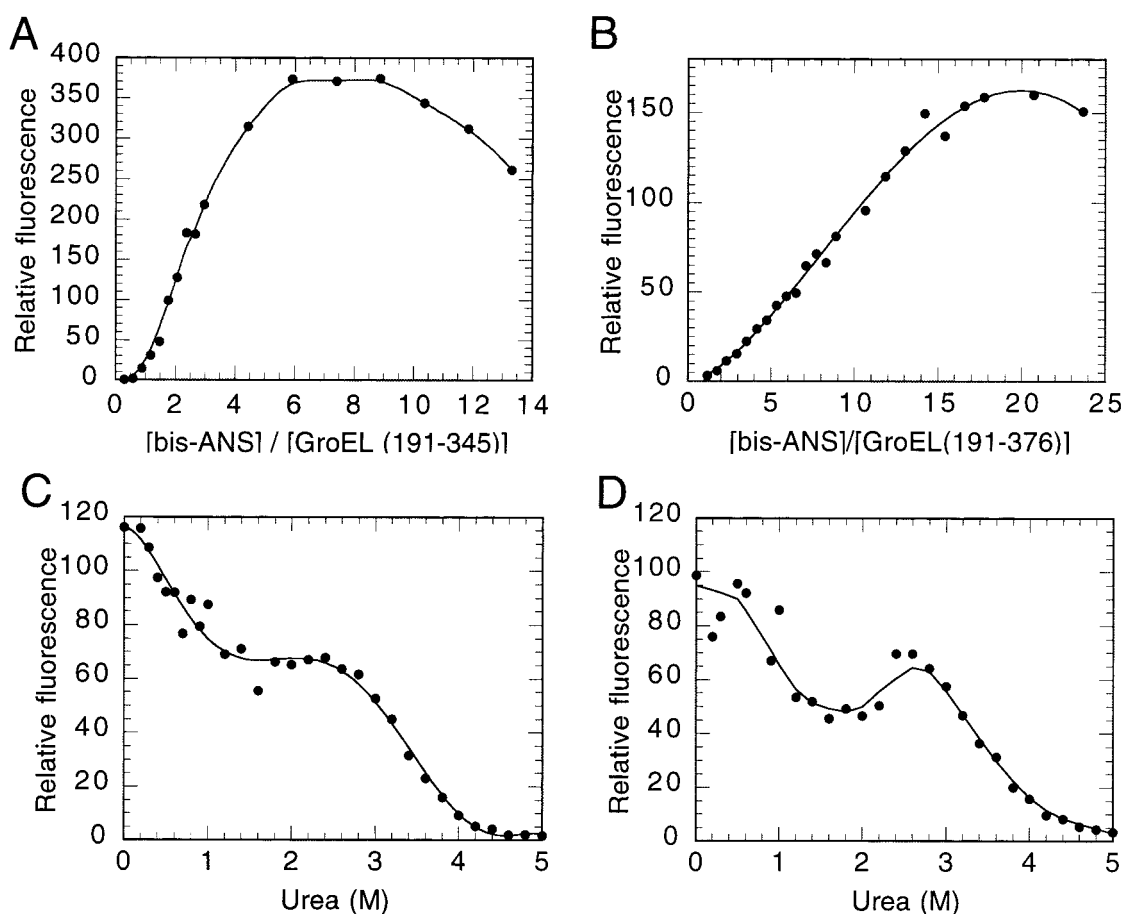 A
400
350
300
250
200
150
100
50
0
Relative fluorescence
0 2 4 6 8 10 12 14
[bis-ANS] / [GroEL (191-345)]
B
150
100
50
0
Relative fluorescence
0 5 10 15 20 25
[bis-ANS]/[GroEL(191-376)]
C
120
100
80
60
40
20
0
Relative fluorescence
0 1 2 3 4 5
Urea (M)
D
120
100
80
60
40
20
0
Relative fluorescence
0 1 2 3 4 5
Urea (M)